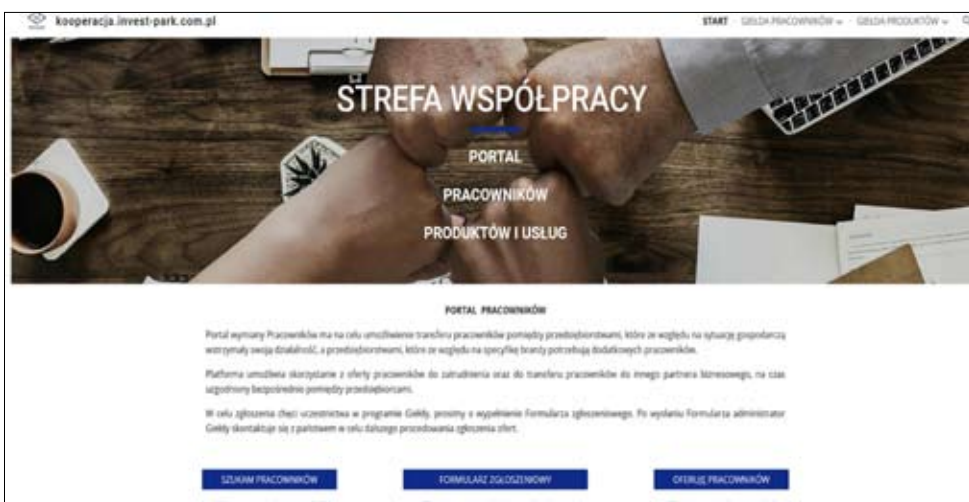 kooperacja.invest-park.com.pl
START GIEŁDA PRACOWNIKÓW GIEŁDA PRODUKTÓW
STREFA WSPÓŁPRACY
PORTAL
PRACOWNIKÓW
PRODUKTÓW I USŁUG
PORTAL PRACOWNIKÓW
Portal wymiany Pracowników ma na celu umożliwienie transferu pracowników pomiędzy przedsiębiorstwami, które ze względu na sytuację gospodarczą
wstrzymały swoją działalność, a przedsiębiorstwami, które ze względu na specyfikę branży potrzebują dodatkowych pracowników.
Platforma umożliwia skorzystanie z oferty pracowników do zatrudnienia oraz do transferu pracowników do innego partnera biznesowego, na czas
uzgodniony bezpośrednio pomiędzy przedsiębiorcami.
W celu zgłoszenia chęci uczestnictwa w programie Giełdy, prosimy o wypełnienie Formularza zgłoszeniowego. Po wysłaniu Formularza administrator
Giełdy skontaktuje się z państwem w celu dalszego procedowania zgłoszenia ofert.
SZUKAM PRACOWNIKÓW FORMULARZ ZGŁOSZENIOWY OFERUJĘ PRACOWNIKÓW